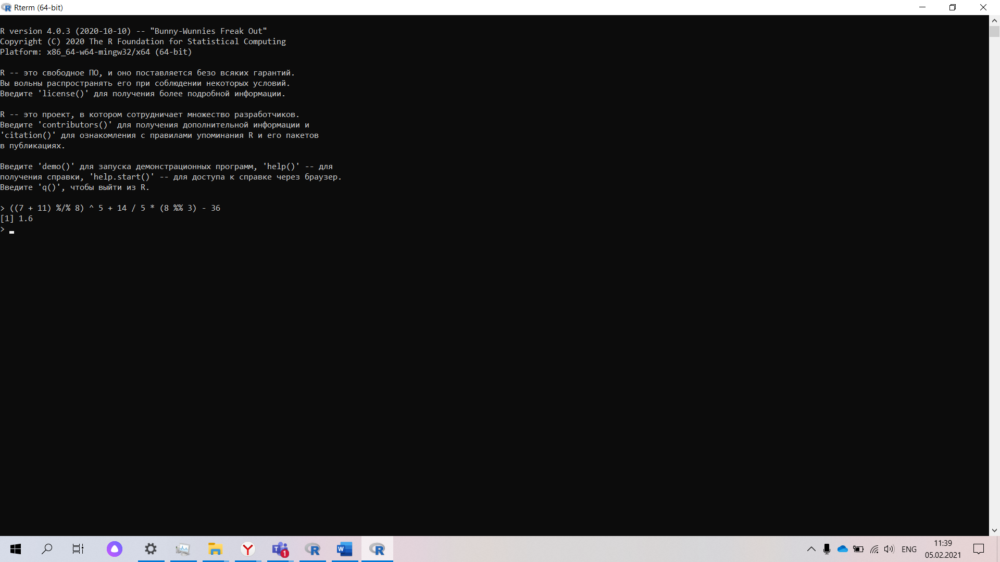 Rterm (64-bit)
R version 4.0.3 (2020-10-10) -- "Bunny-Wunnies Freak Out"
Copyright (C) 2020 The R Foundation for Statistical Computing
Platform: x86_64-w64-mingw32/x64 (64-bit)
R -- это свободное ПО, и оно поставляется безо всяких гарантий.
Вы вольны распространять его при соблюдении некоторых условий.
Введите 'license()' для получения более подробной информации.
R -- это проект, в котором сотрудничает множество разработчиков.
Введите 'contributors()' для получения дополнительной информации и
'citation()' для ознакомления с правилами упоминания R и его пакетов
в публикациях.
Введите 'demo()' для запуска демонстрационных программ, 'help()' -- для
получения справки, 'help.start()' -- для доступа к справке через браузер.
Введите 'q()', чтобы выйти из R.
> ((7 + 11) %/% 8) ^ 5 + 14 / 5 * (8 %% 3) - 36
[1] 1.6
>
ENG
11:39
05.02.2021